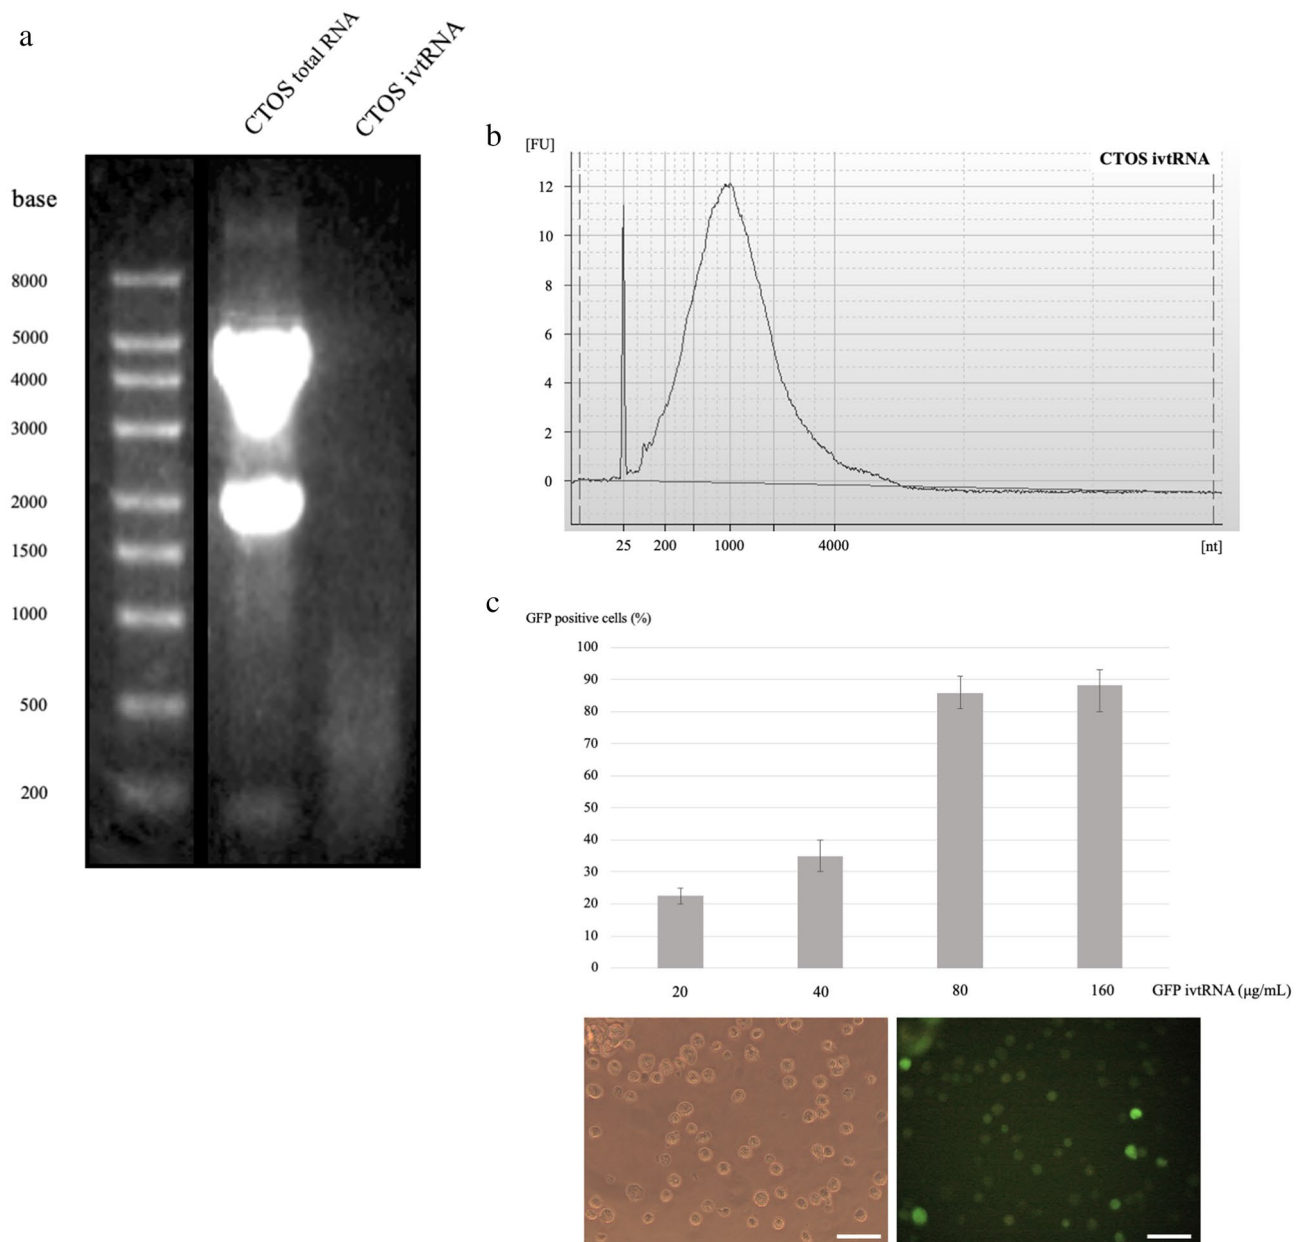 a
CTOS total RNA
CTOS ivtRNA
base
8000
5000
4000
3000
2000
1500
1000
500
200
b
[FU]
CTOS ivtRNA
12
10
8
6
4
2
0
25 200 1000 4000 [nt]
c
GFP positive cells (%)
100
90
80
70
60
50
40
30
20
10
0
20 40 80 160 GFP ivtRNA (μg/mL)